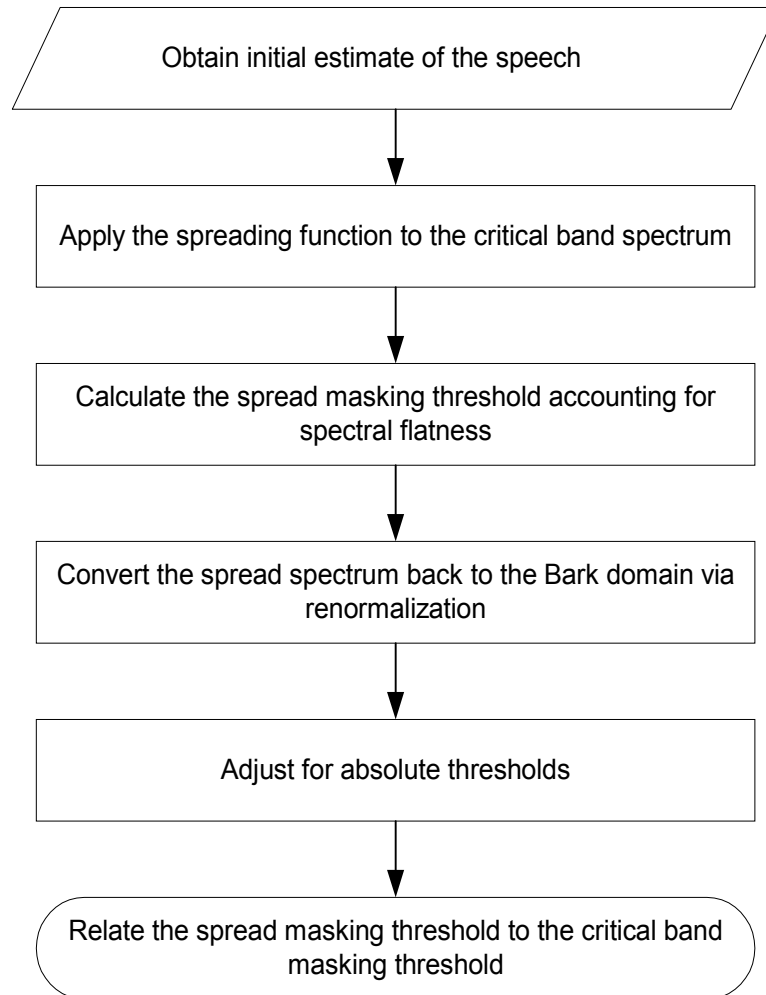 Obtain initial estimate of the speech
Apply the spreading function to the critical band spectrum
Calculate the spread masking threshold accounting for
spectral flatness
Convert the spread spectrum back to the Bark domain via
renormalization
Adjust for absolute thresholds
Relate the spread masking threshold to the critical band
masking threshold